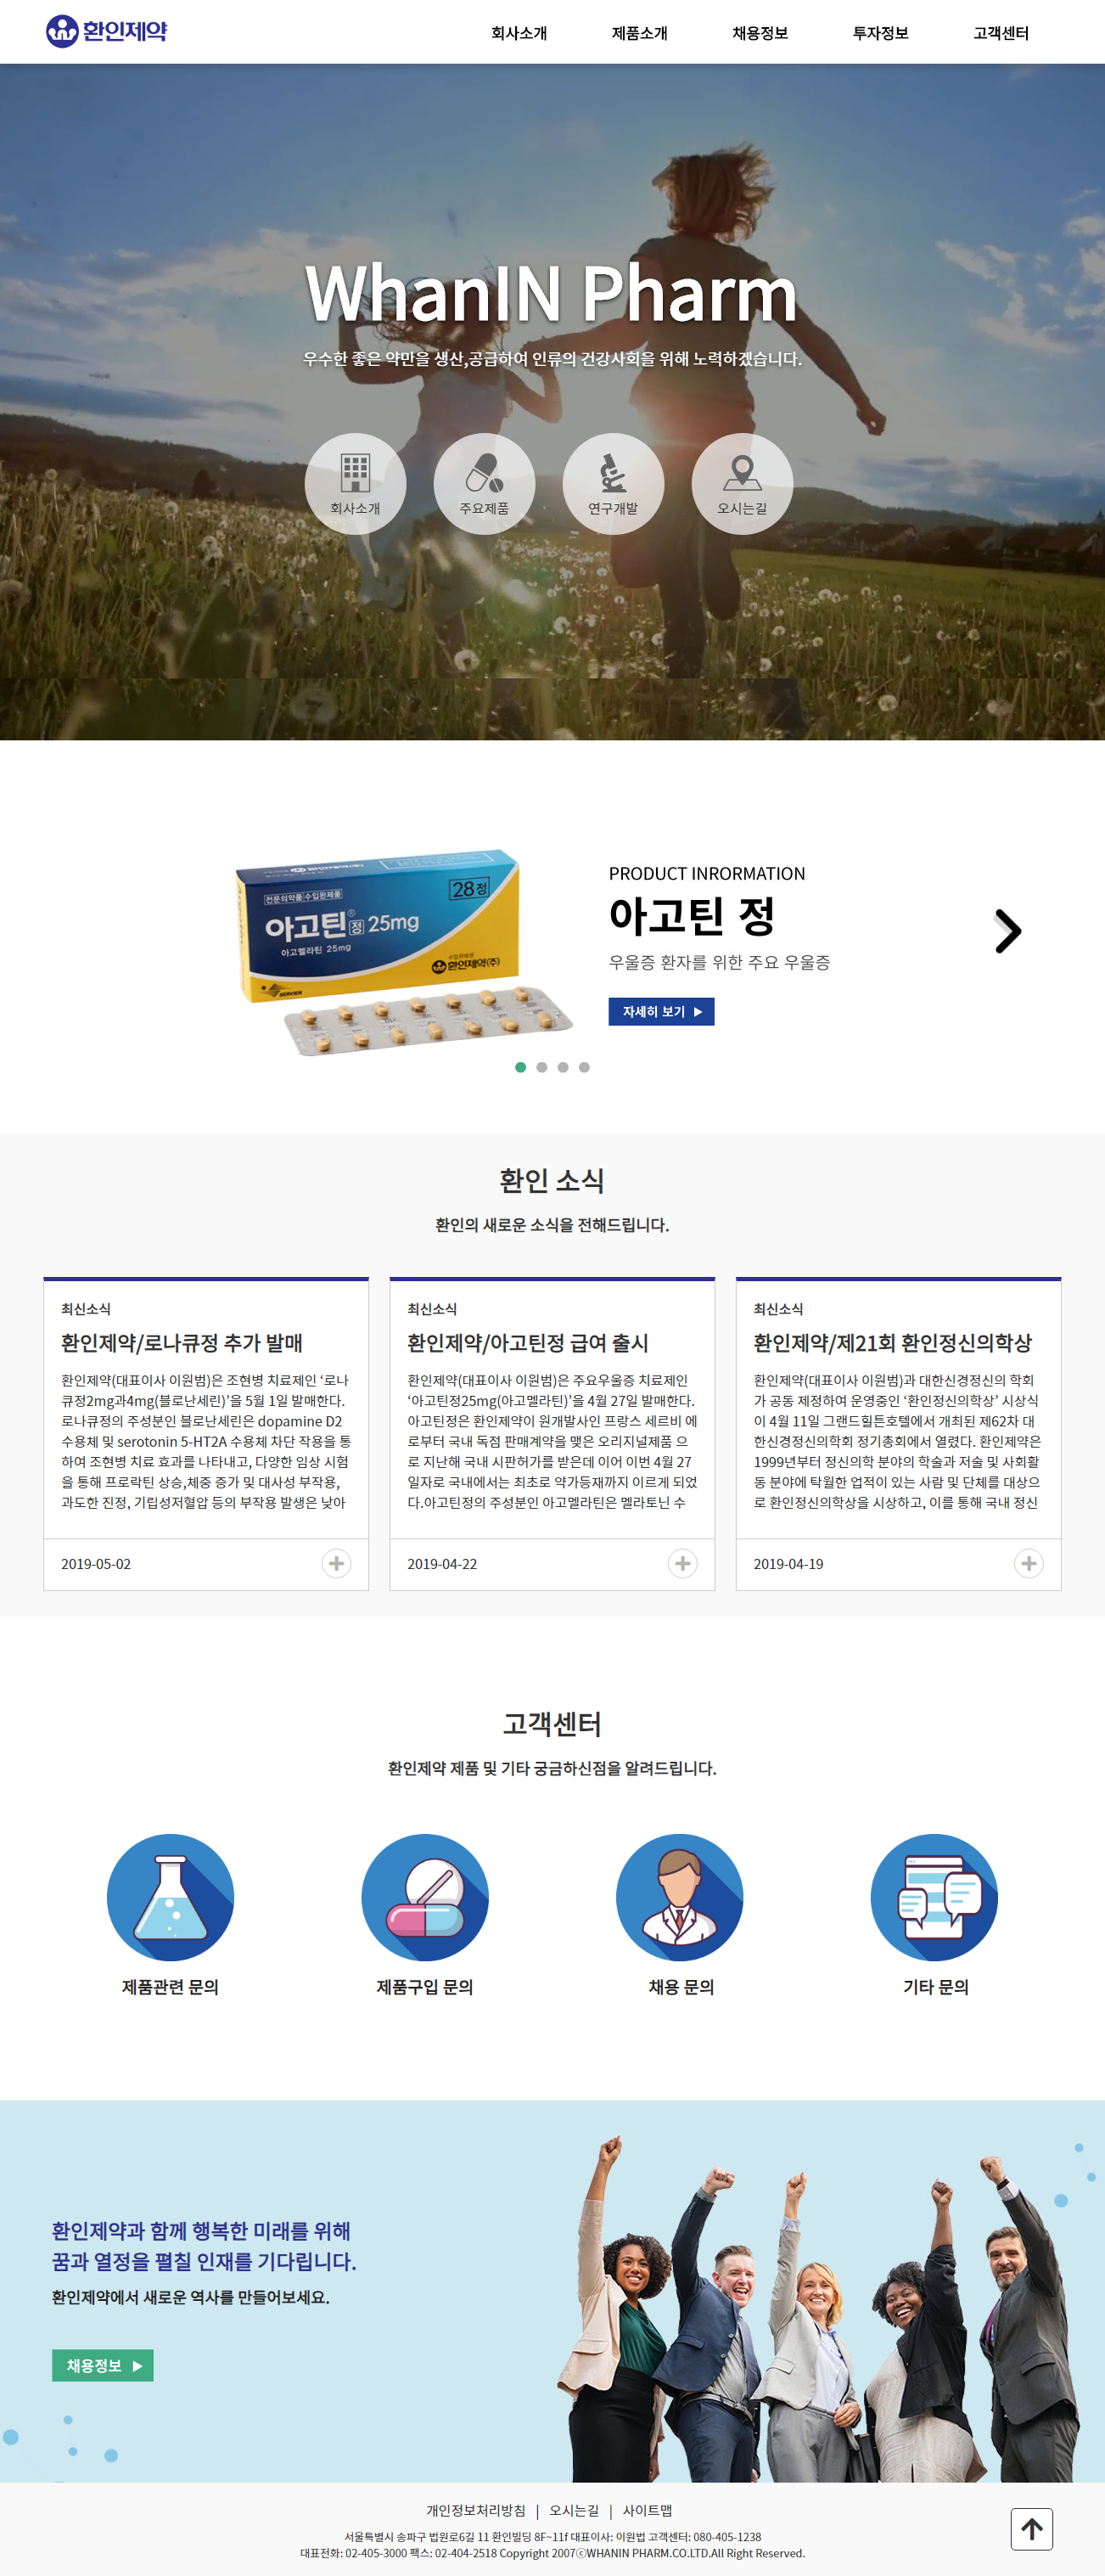 환인제약
회사소개 제품소개 채용정보 투자정보 고객센터
WhanIN Pharm
우수한 좋은 약만을 생산,공급하여 인류의 건강사회을 위해 노력하겠습니다.
회사소개 주요제품 연구개발 오시는길
28정
전문의약품 수입완제품
아고틴® 정 25mg
아고멜라틴 25mg
환인제약(주)
SERVIER
PRODUCT INRORMATION
아고틴 정
우울증 환자를 위한 주요 우울증
자세히 보기
환인 소식
환인의 새로운 소식을 전해드립니다.
최신소식
환인제약/로나큐정 추가 발매
환인제약(대표이사 이원범)은 조현병 치료제인 ‘로나
큐정2mg과4mg(블로난세린)’을 5월 1일 발매한다.
로나큐정의 주성분인 블로난세린은 dopamine D2
수용체 및 serotonin 5-HT2A 수용체 차단 작용을 통
하여 조현병 치료 효과를 나타내고, 다양한 임상 시험
을 통해 프로락틴 상승,체중 증가 및 대사성 부작용,
과도한 진정, 기립성저혈압 등의 부작용 발생은 낮아
2019-05-02
최신소식
환인제약/아고틴정 급여 출시
환인제약(대표이사 이원범)은 주요우울증 치료제인
‘아고틴정25mg(아고멜라틴)’을 4월 27일 발매한다.
아고틴정은 환인제약이 원개발사인 프랑스 세르비 에
로부터 국내 독점 판매계약을 맺은 오리지널제품 으
로 지난해 국내 시판허가를 받은데 이어 이번 4월 27
일자로 국내에서는 최초로 약가등재까지 이르게 되었
다.아고틴정의 주성분인 아고멜라틴은 멜라토닌 수
2019-04-22
최신소식
환인제약/제21회 환인정신의학상
환인제약(대표이사 이원범)과 대한신경정신의 학회
가 공동 제정하여 운영중인 ‘환인정신의학상’ 시상식
이 4월 11일 그랜드힐튼호텔에서 개최된 제62차 대
한신경정신의학회 정기총회에서 열렸다. 환인제약은
1999년부터 정신의학 분야의 학술과 저술 및 사회활
동 분야에 탁월한 업적이 있는 사람 및 단체를 대상으
로 환인정신의학상을 시상하고, 이를 통해 국내 정신
2019-04-19
고객센터
환인제약 제품 및 기타 궁금하신점을 알려드립니다.
제품관련 문의 제품구입 문의 채용 문의 기타 문의
환인제약과 함께 행복한 미래를 위해
꿈과 열정을 펼칠 인재를 기다립니다.
환인제약에서 새로운 역사를 만들어보세요.
채용정보
개인정보처리방침 | 오시는길 | 사이트맵
서울특별시 송파구 법원로6길 11 환인빌딩 8F~11f 대표이사: 이원법 고객센터: 080-405-1238
대표전화: 02-405-3000 팩스: 02-404-2518 Copyright 2007ⓒWHANIN PHARM.CO.LTD.All Right Reserved.